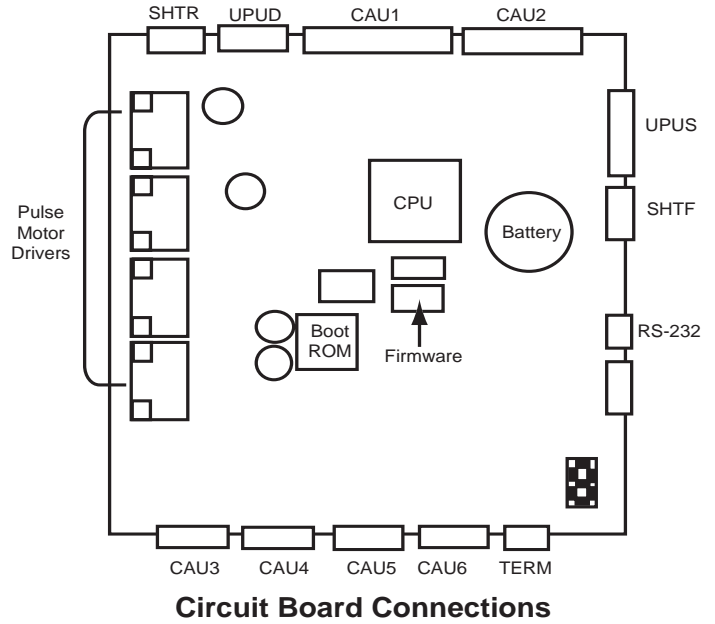 SHTR UPUD CAU1 CAU2
UPUS
SHTF
Pulse
Motor
Drivers
CPU
Battery
RS-232
Boot
ROM
Firmware
CAU3 CAU4 CAU5 CAU6 TERM
Circuit Board Connections